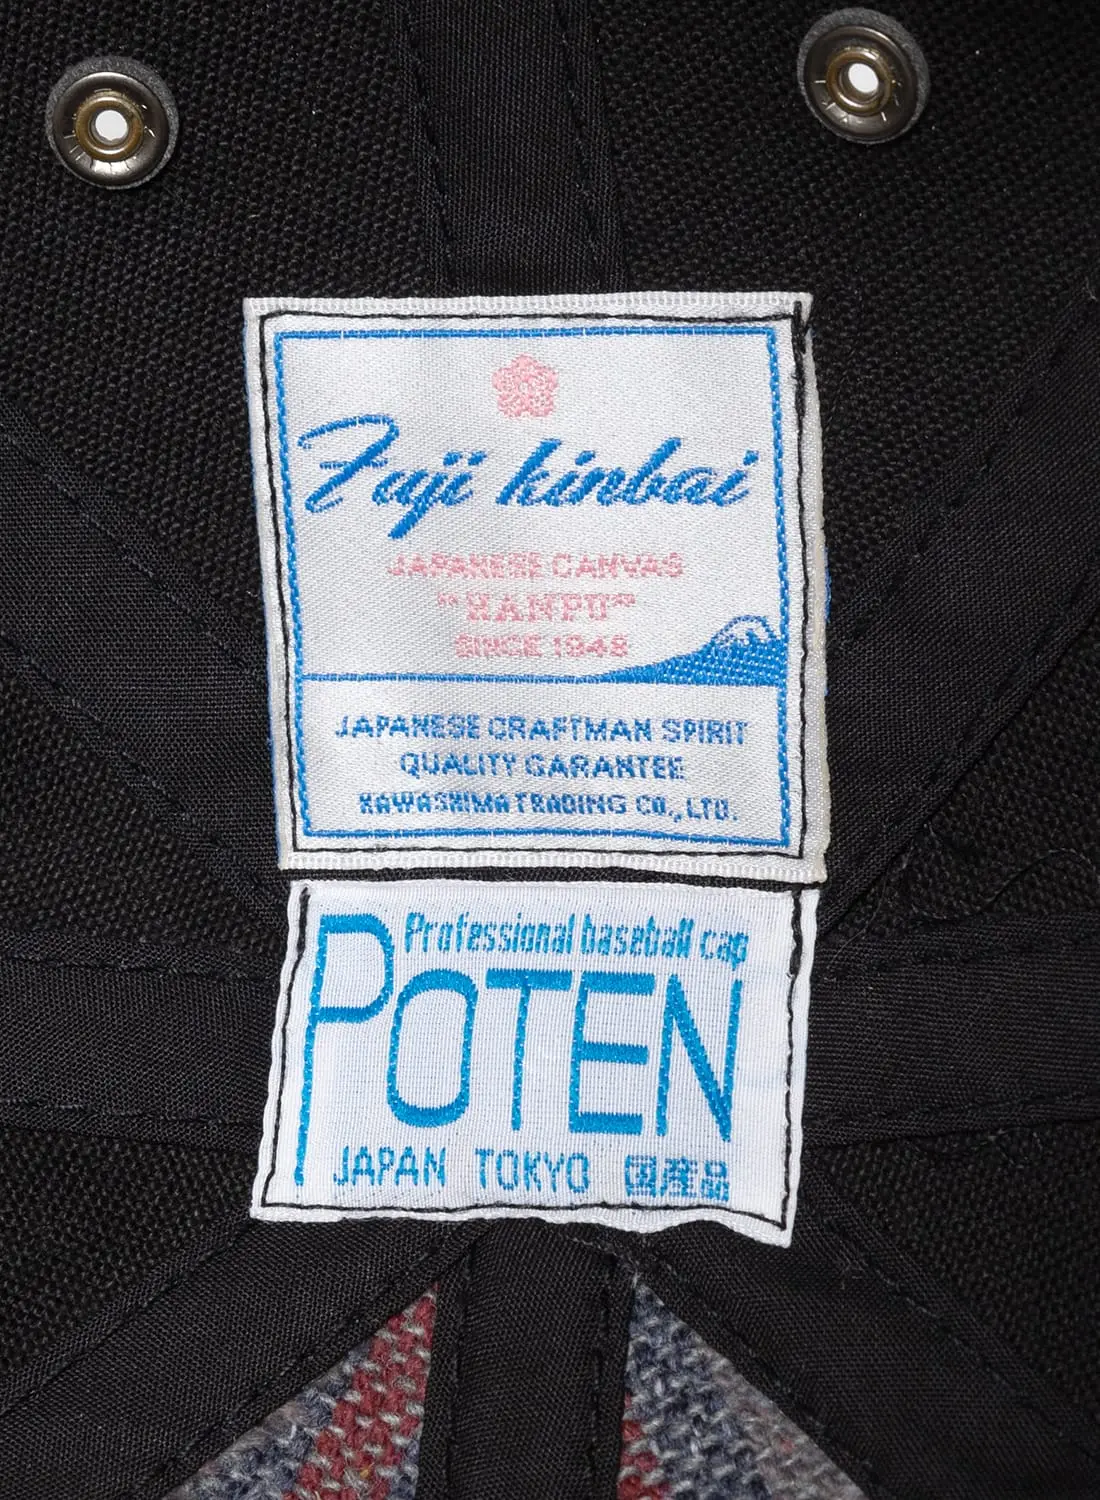 Fuji kinbai
JAPANESE CANVAS
"HANPU"
SINCE 1948
JAPANESE CRAFTMAN SPIRIT
QUALITY GARANTEE
KAWASHIMA TRADING CO., LTD.
Professional baseball cap
POTEN
JAPAN TOKYO 国産品